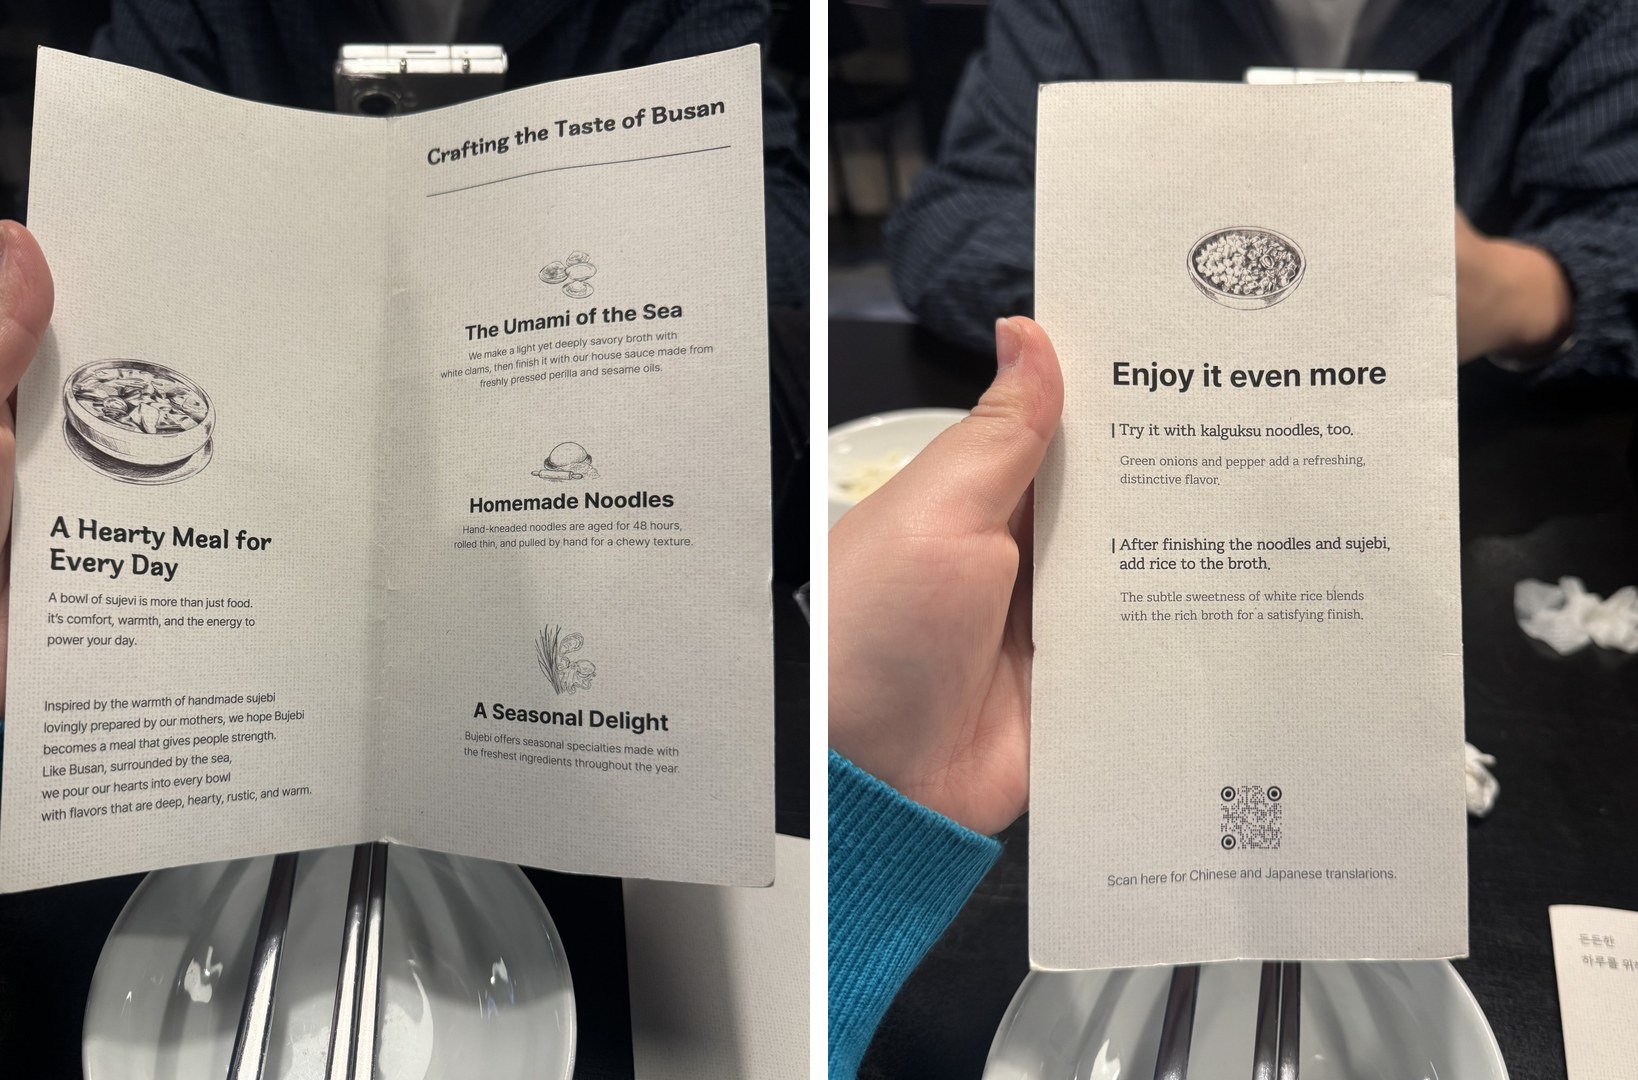 A Hearty Meal for
Every Day
A bowl of sujevi is more than just food.
it's comfort, warmth, and the energy to
power your day.
Inspired by the warmth of handmade sujebi
lovingly prepared by our mothers, we hope Bujebi
becomes a meal that gives people strength.
Like Busan, surrounded by the sea,
we pour our hearts into every bowl
with flavors that are deep, hearty, rustic, and warm.
Crafting the Taste of Busan
The Umami of the Sea
We make a light yet deeply savory broth with
white clams, then finish it with our house sauce made from
freshly pressed perilla and sesame oils.
Homemade Noodles
Hand-kneaded noodles are aged for 48 hours,
rolled thin, and pulled by hand for a chewy texture.
A Seasonal Delight
Bujebi offers seasonal specialties made with
the freshest ingredients throughout the year.
Enjoy it even more
Try it with kalguksu noodles, too.
Green onions and pepper add a refreshing,
distinctive flavor.
After finishing the noodles and sujebi,
add rice to the broth.
The subtle sweetness of white rice blends
with the rich broth for a satisfying finish.
Scan here for Chinese and Japanese translarions.
든든한
하루를 위한